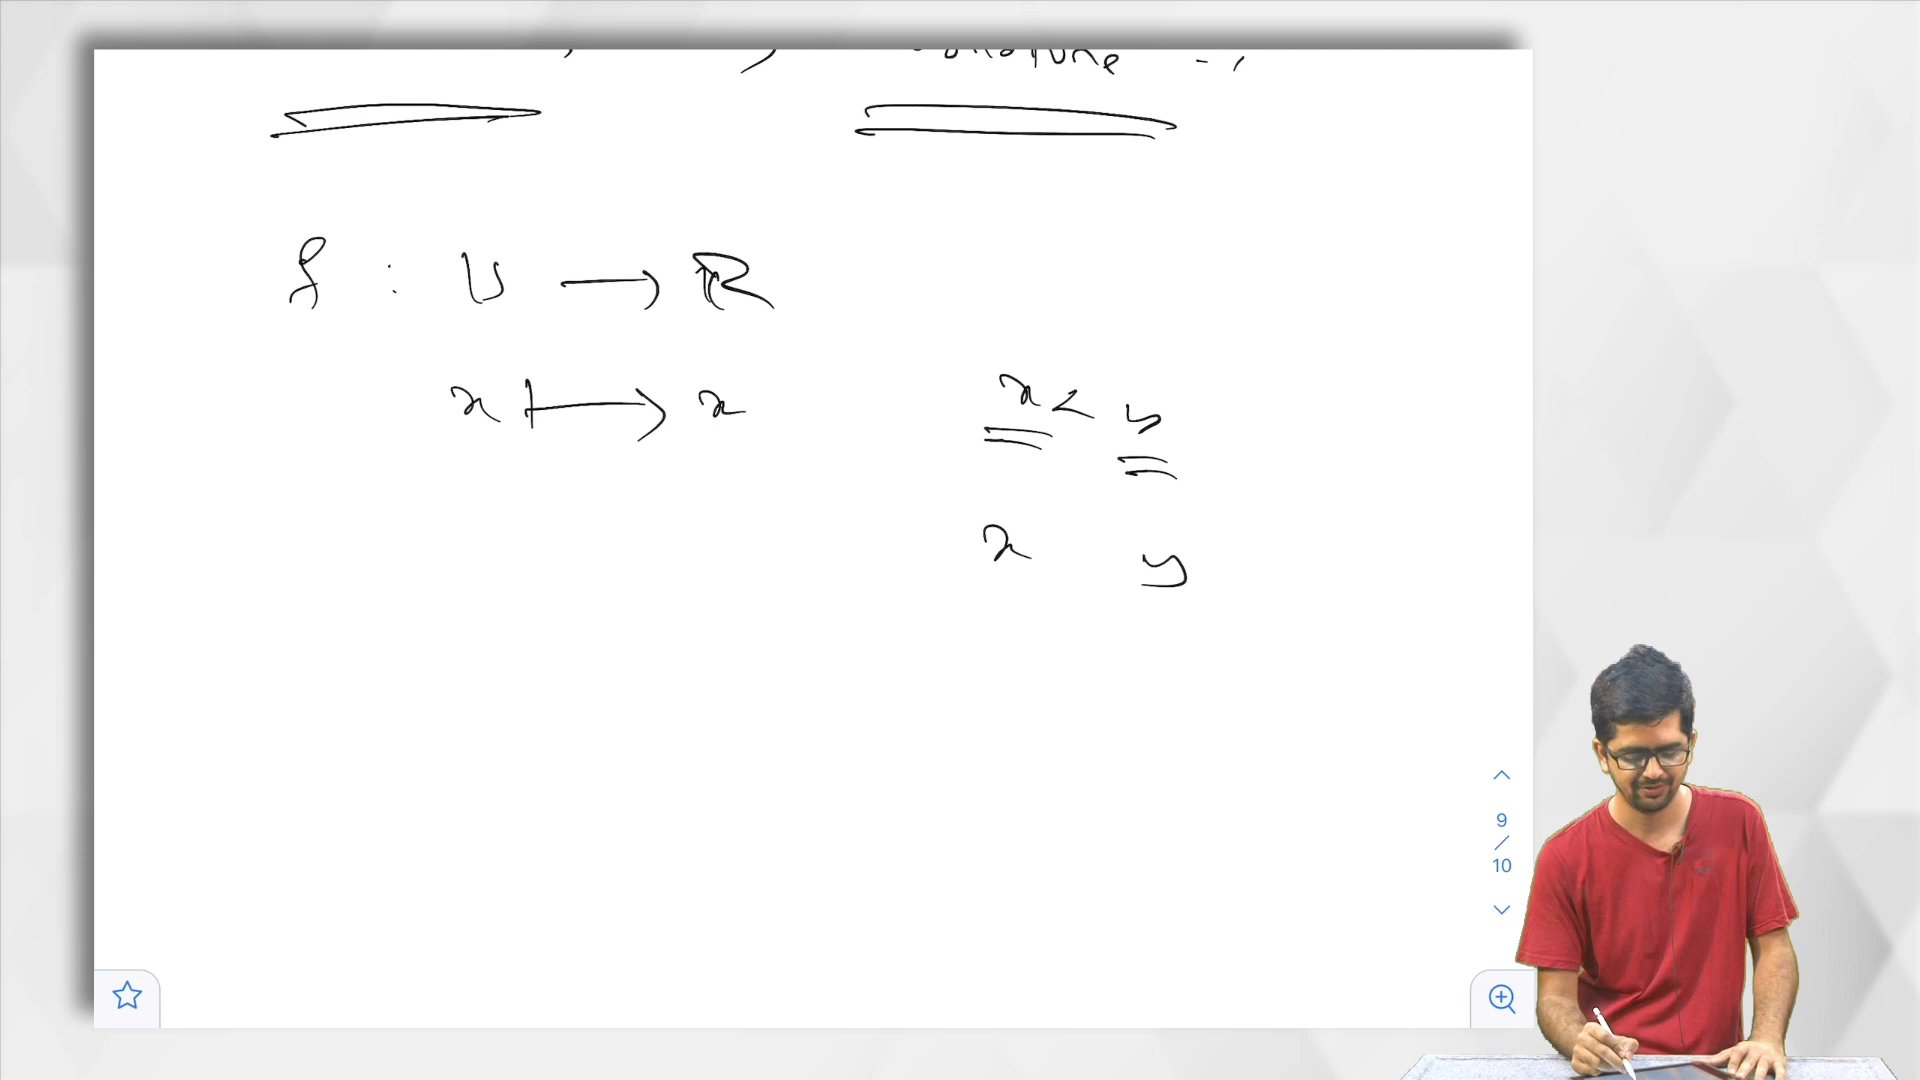 f : U → ℝ
x ↦ x
x < y
x y
9
/
10